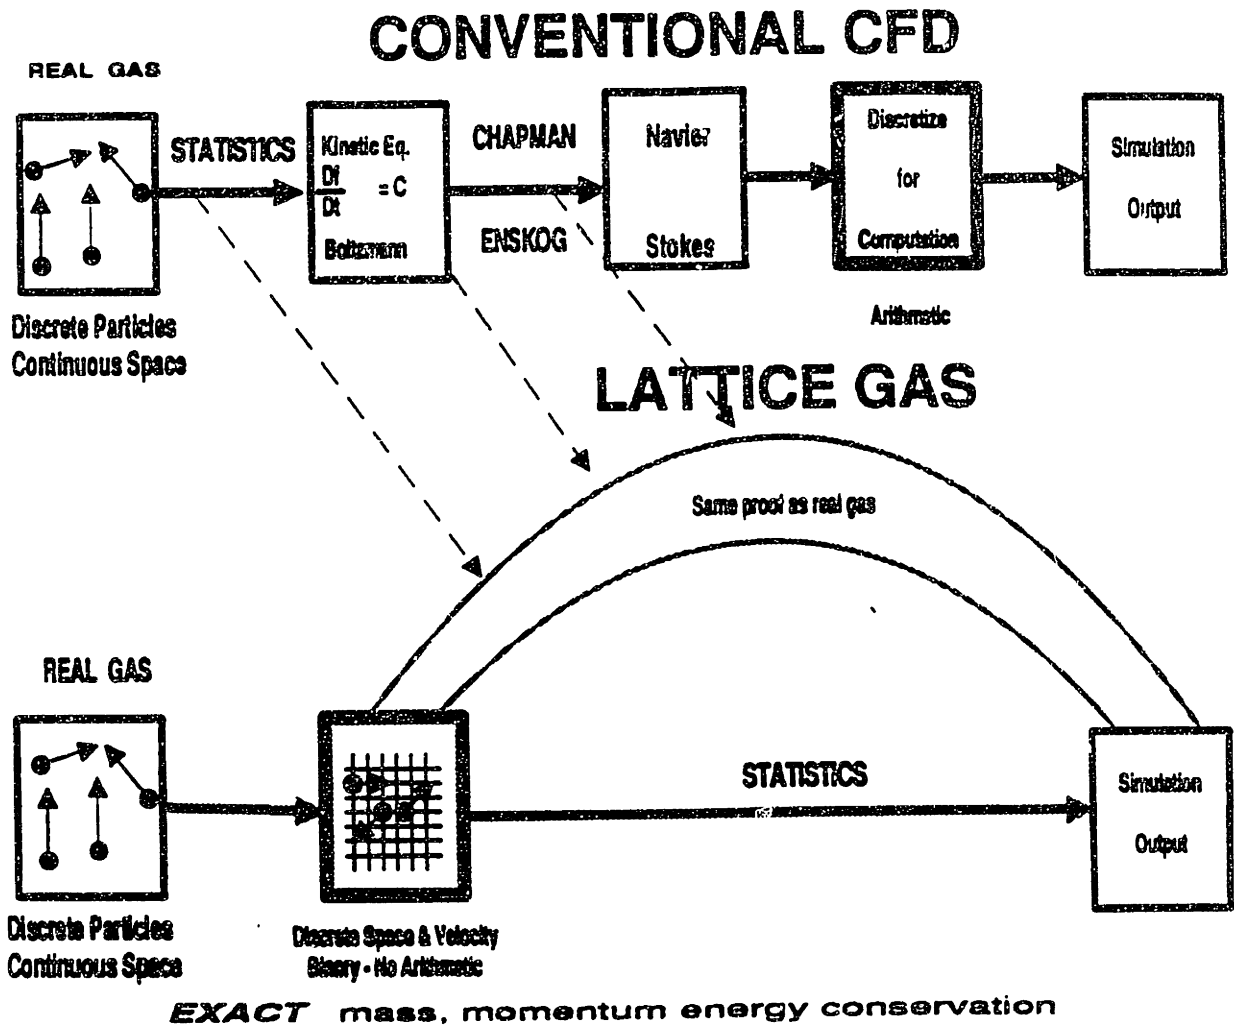 CONVENTIONAL CFD
REAL GAS
STATISTICS
Kinetic Eq.
Df
Dt
= C
Boltzmann
CHAPMAN
ENSKOG
Navier
Stokes
Discretize
for
Computation
Arithmatic
Simulation
Output
Discrete Particles
Continuous Space
LATTICE GAS
Same proof as real gas
REAL GAS
STATISTICS
Simulation
Output
Discrete Particles
Continuous Space
Discrete Space & Velocity
Binary - No Arithmatic
EXACT mass, momentum energy conservation